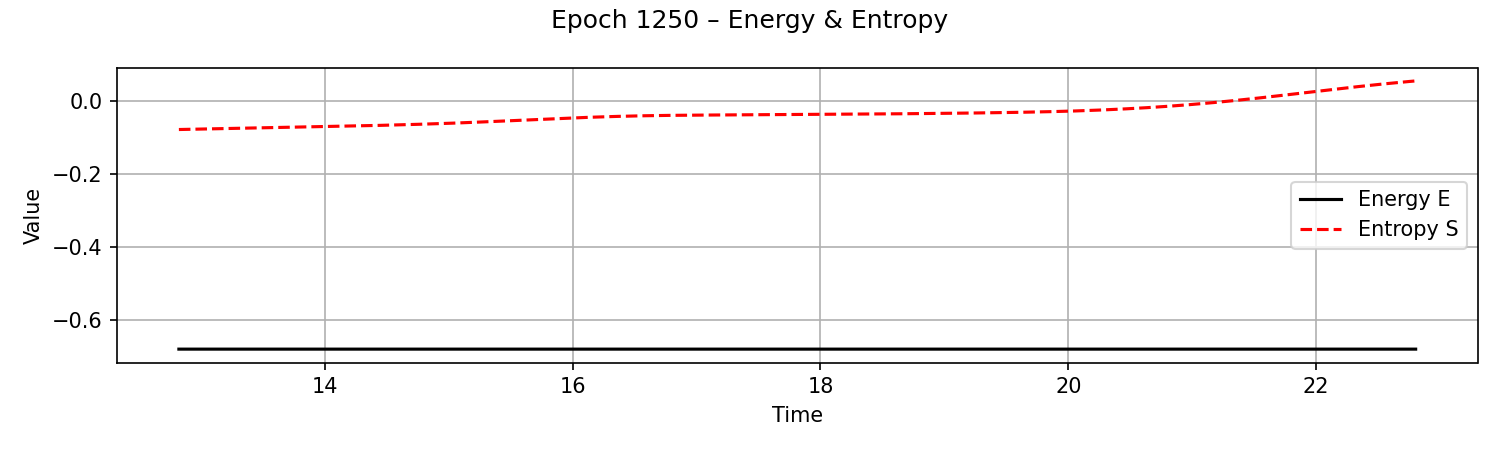 Epoch 1250 – Energy & Entropy
Value
0.0
−0.2
−0.4
−0.6
Energy E
Entropy S
14 16 18 20 22
Time